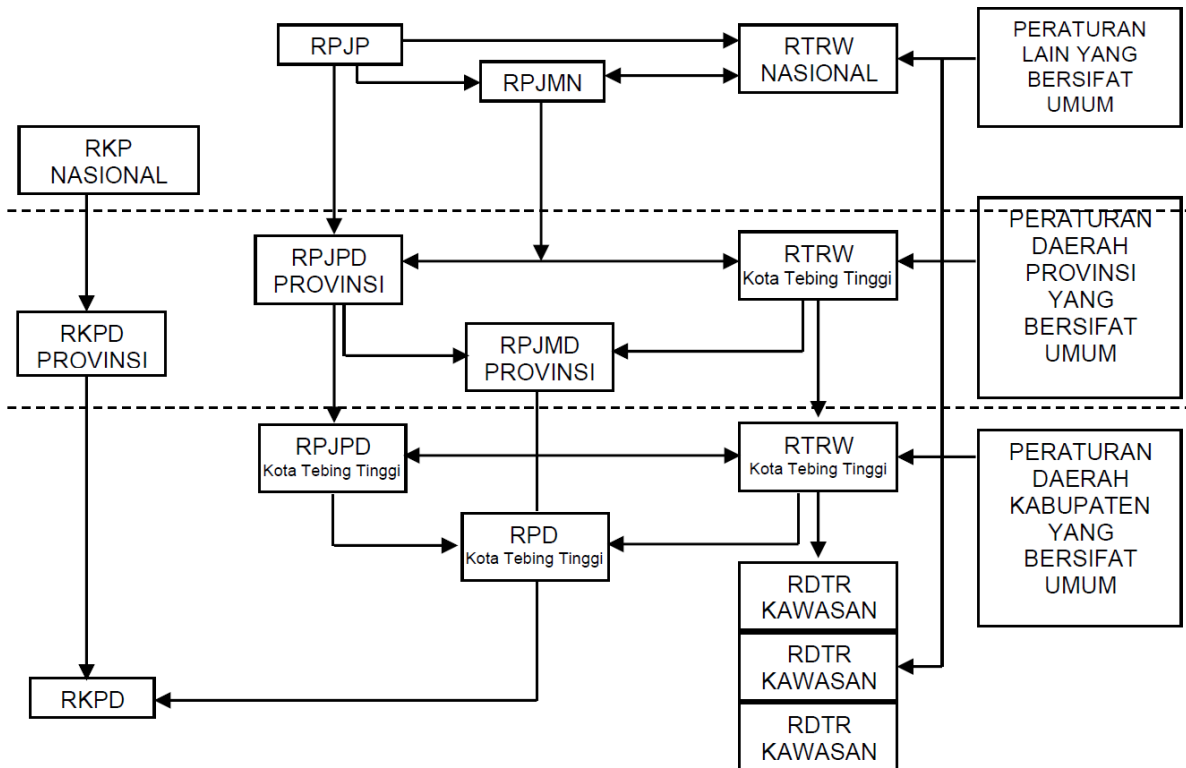 RPJP
RTRW
NASIONAL
PERATURAN
LAIN YANG
BERSIFAT
UMUM
RPJMN
RKP
NASIONAL
RPJPD
PROVINSI
RTRW
Kota Tebing Tinggi
PERATURAN
DAERAH
PROVINSI
YANG
BERSIFAT
UMUM
RKPD
PROVINSI
RPJMD
PROVINSI
RPJPD
Kota Tebing Tinggi
RTRW
Kota Tebing Tinggi
PERATURAN
DAERAH
KABUPATEN
YANG
BERSIFAT
UMUM
RPD
Kota Tebing Tinggi
RDTR
KAWASAN
RDTR
KAWASAN
RKPD
RDTR
KAWASAN